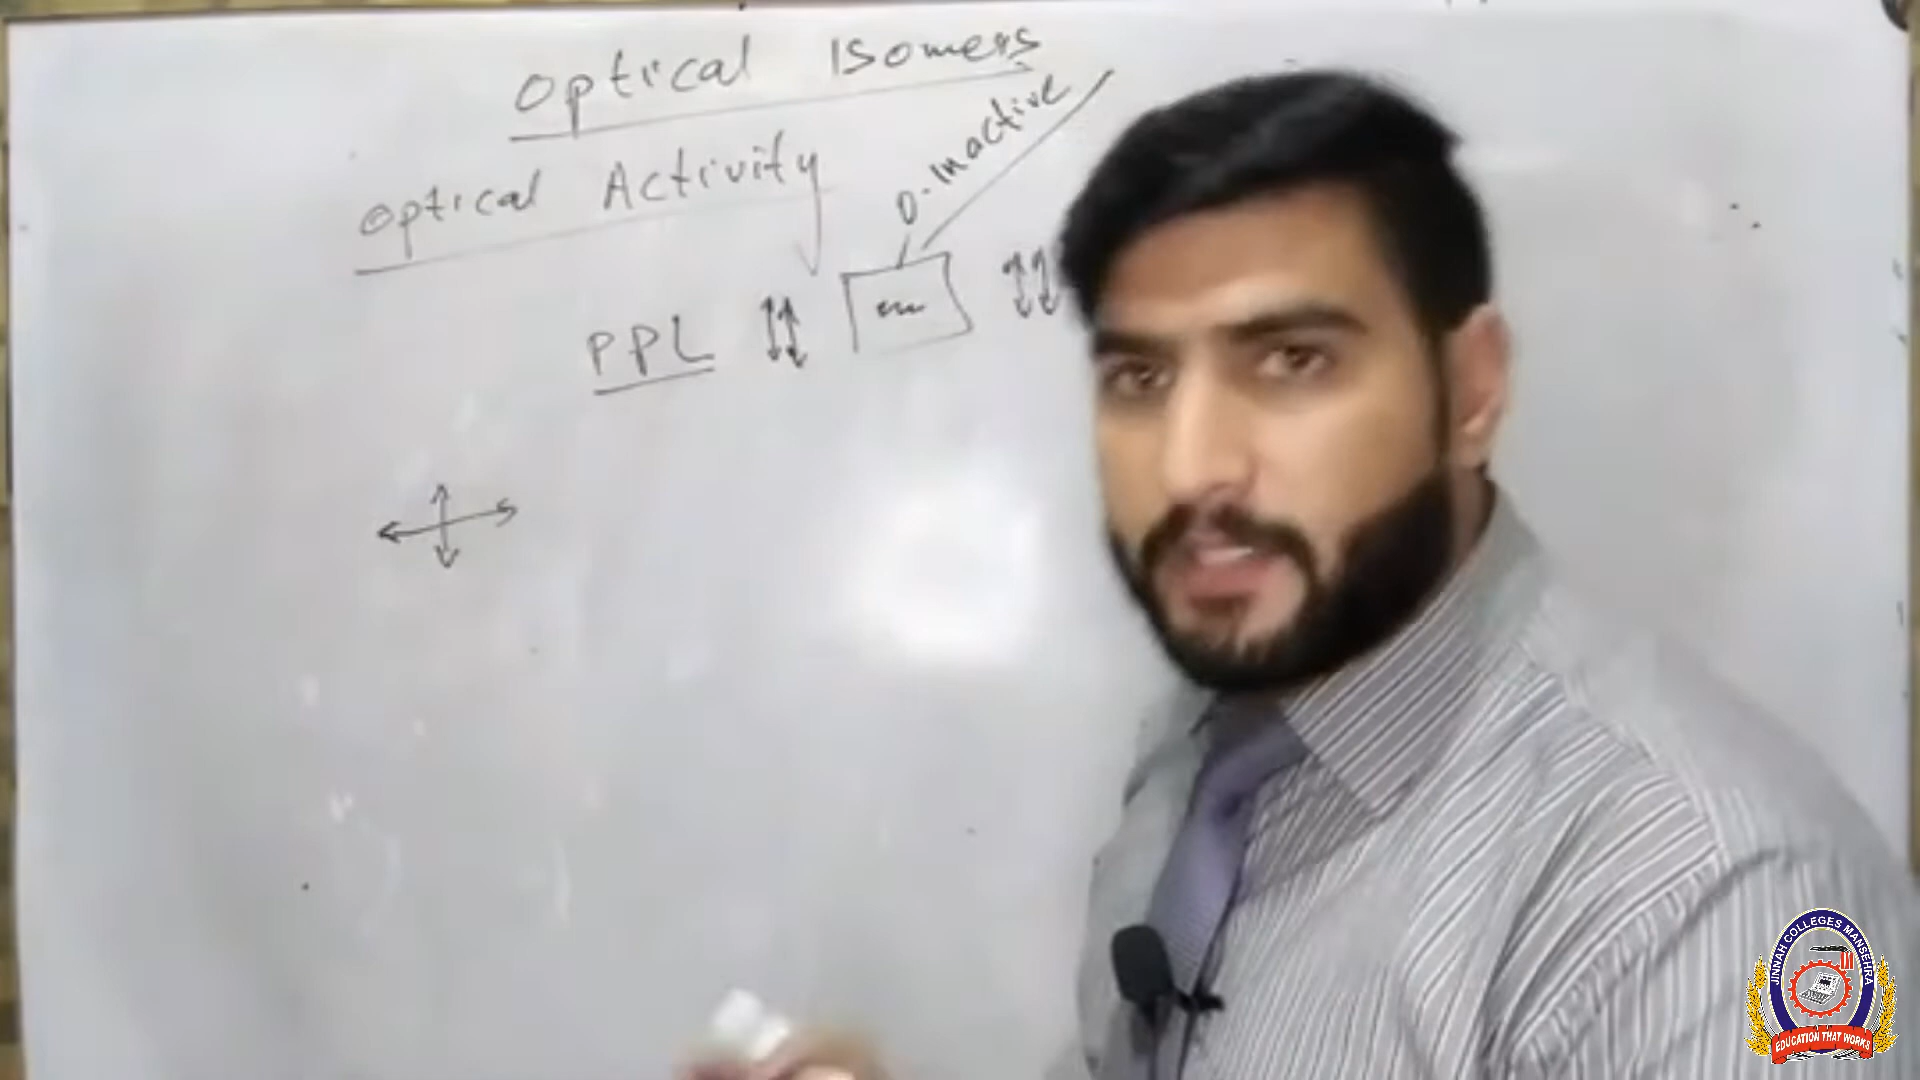 Optical Isomers
Optical Activity
O-Inactive
PPL
JINNAH COLLEGES MANSEHRA
EDUCATION THAT WORKS